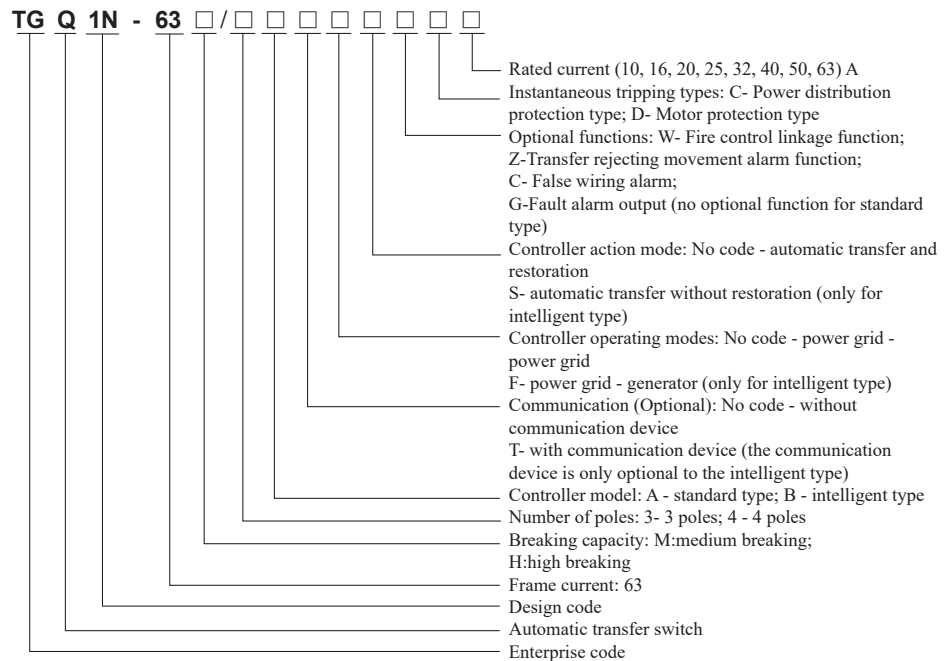 TG Q 1N - 63 □ / □ □ □ □ □ □ □ □
Rated current (10, 16, 20, 25, 32, 40, 50, 63) A
Instantaneous tripping types: C- Power distribution
protection type; D- Motor protection type
Optional functions: W- Fire control linkage function;
Z-Transfer rejecting movement alarm function;
C- False wiring alarm;
G-Fault alarm output (no optional function for standard
type)
Controller action mode: No code - automatic transfer and
restoration
S- automatic transfer without restoration (only for
intelligent type)
Controller operating modes: No code - power grid -
power grid
F- power grid - generator (only for intelligent type)
Communication (Optional): No code - without
communication device
T- with communication device (the communication
device is only optional to the intelligent type)
Controller model: A - standard type; B - intelligent type
Number of poles: 3- 3 poles; 4 - 4 poles
Breaking capacity: M:medium breaking;
H:high breaking
Frame current: 63
Design code
Automatic transfer switch
Enterprise code